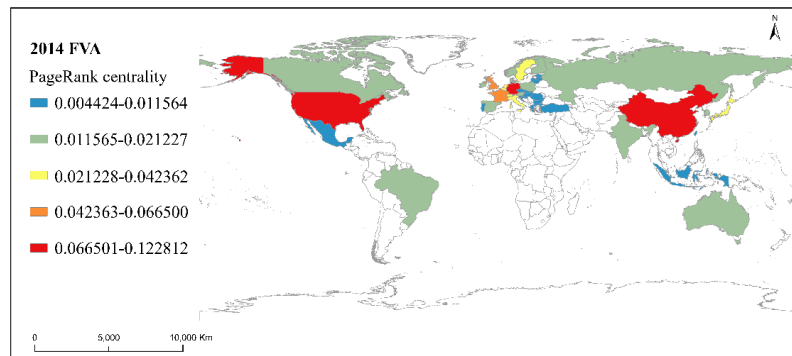 N
2014 FVA
PageRank centrality
0.004424-0.011564
0.011565-0.021227
0.021228-0.042362
0.042363-0.066500
0.066501-0.122812
0 5,000 10,000 Km